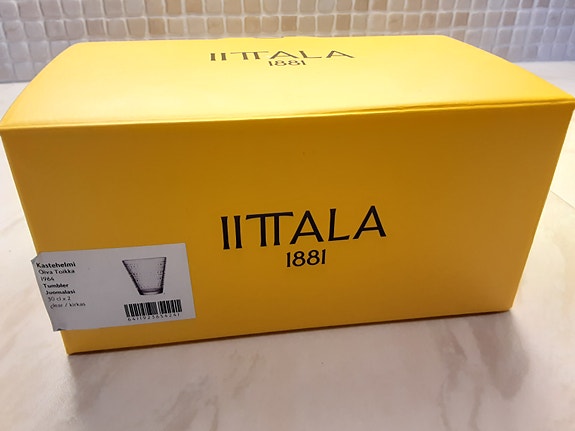 IITTALA
1881
IITTALA
1881
Kastehelmi
Oiva Toikka
1964
Tumbler
Juomalasi
30 cl x 2
clear / kirkas